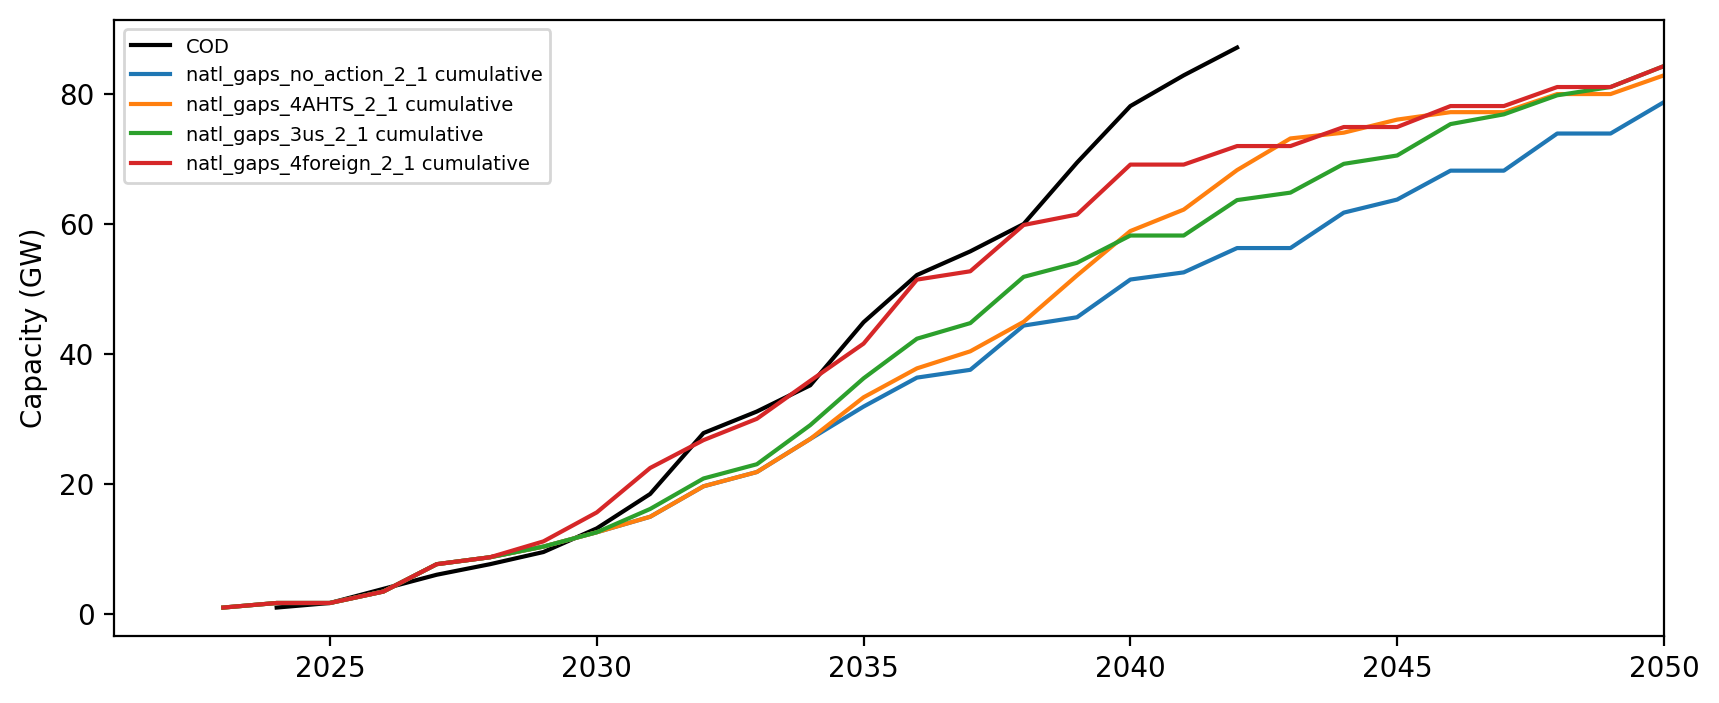 COD
natl_gaps_no_action_2_1 cumulative
natl_gaps_4AHTS_2_1 cumulative
natl_gaps_3us_2_1 cumulative
natl_gaps_4foreign_2_1 cumulative
Capacity (GW)
80
60
40
20
0
2025 2030 2035 2040 2045 2050